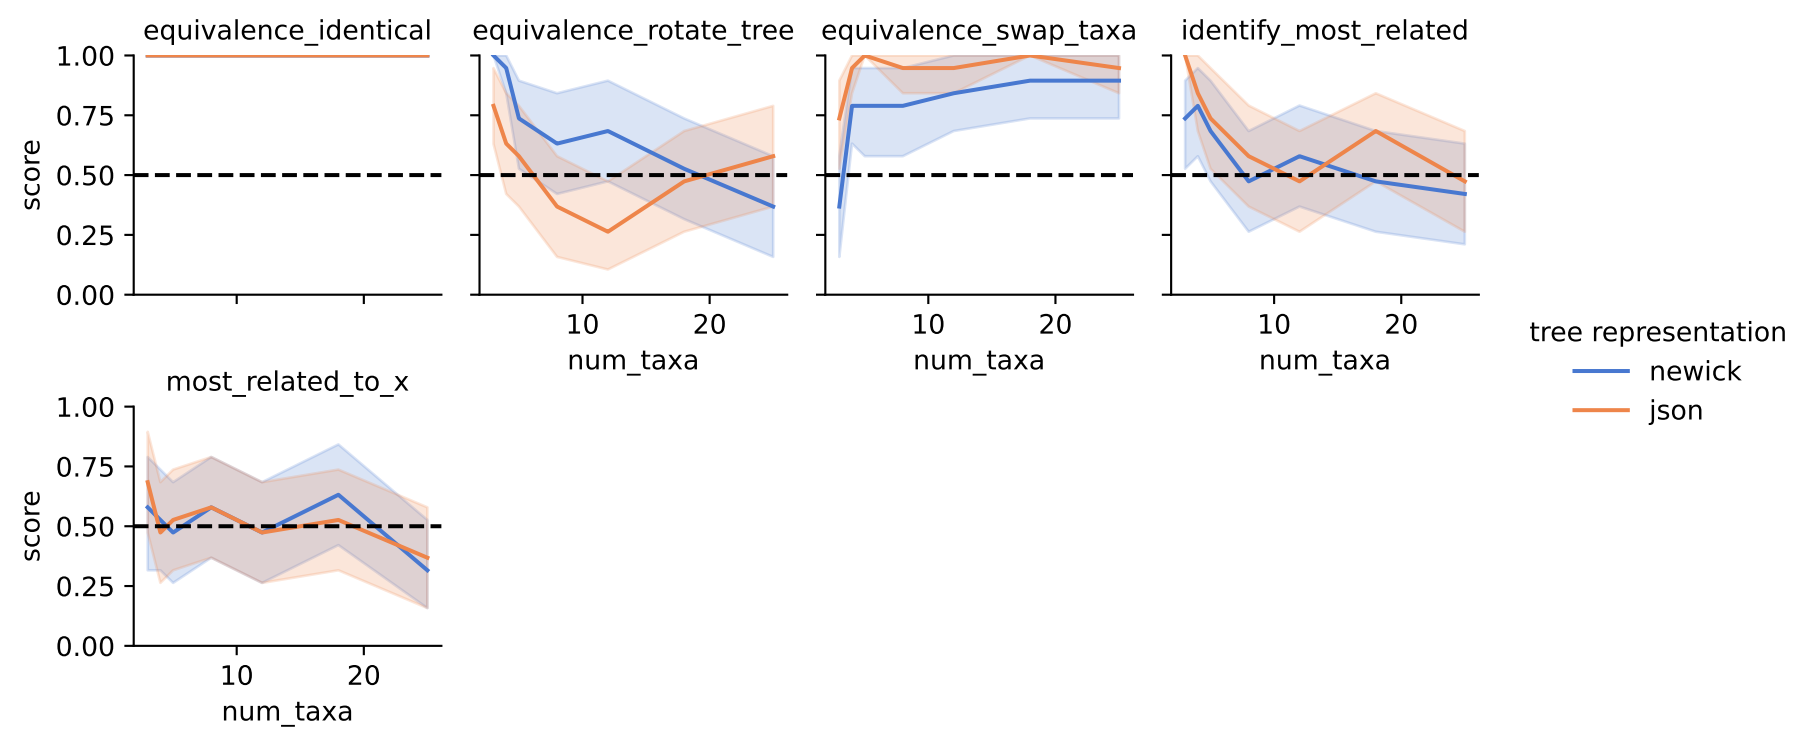 equivalence_identical
equivalence_rotate_tree
equivalence_swap_taxa
identify_most_related
score
1.00
0.75
0.50
0.25
0.00
10
20
num_taxa
10
20
num_taxa
10
20
num_taxa
tree representation
newick
json
most_related_to_x
score
1.00
0.75
0.50
0.25
0.00
10
20
num_taxa